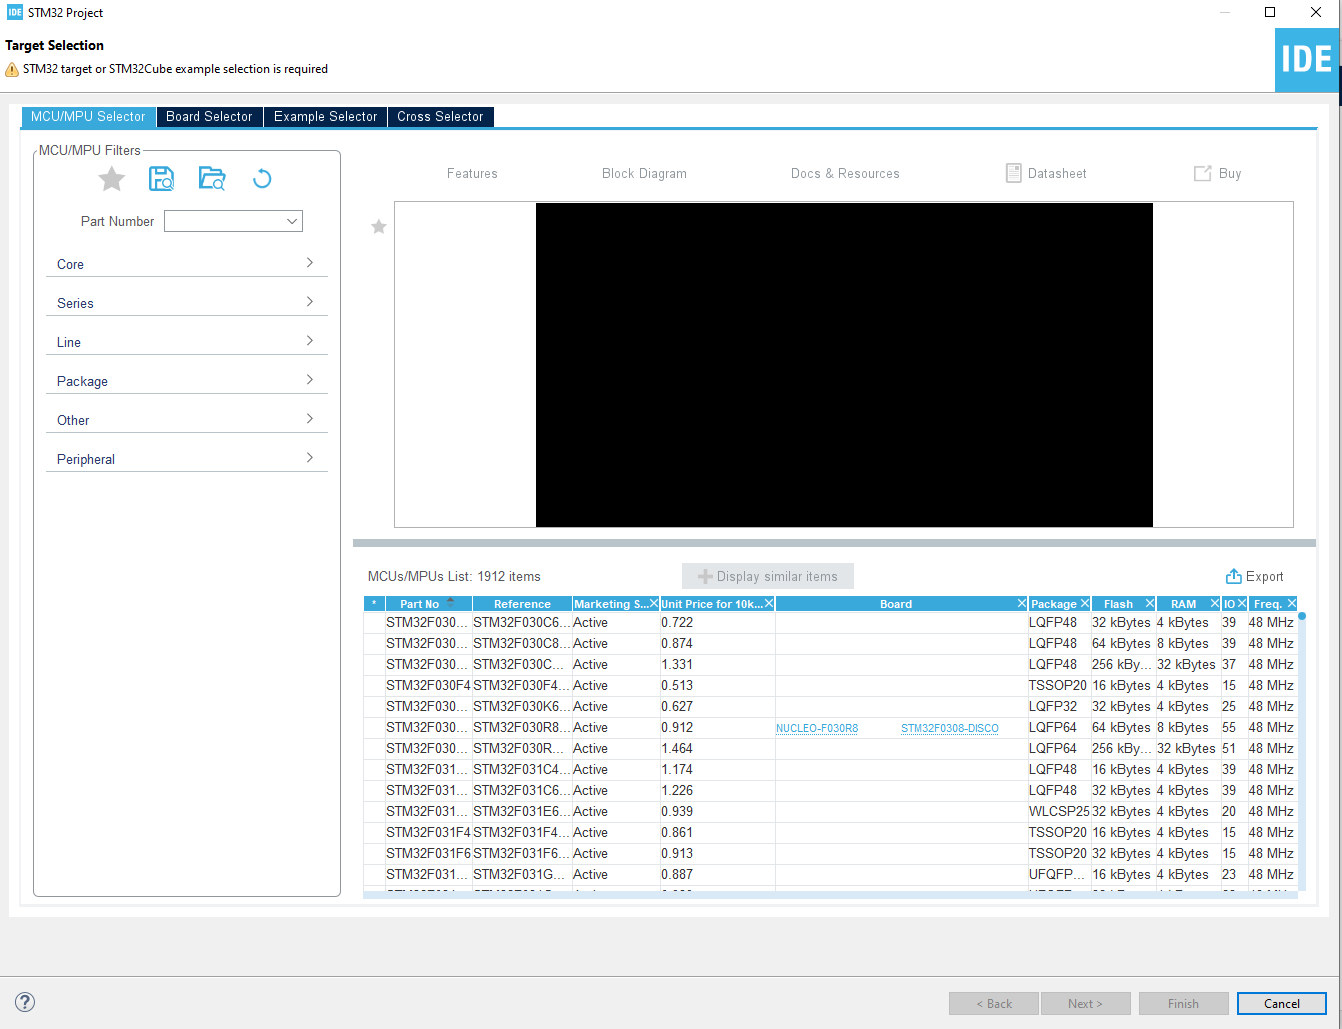 IDE STM32 Project
Target Selection
STM32 target or STM32Cube example selection is required
IDE
MCU/MPU Selector Board Selector Example Selector Cross Selector
MCU/MPU Filters
Part Number
Core
Series
Line
Package
Other
Peripheral
Features Block Diagram Docs & Resources Datasheet Buy
MCUs/MPUs List: 1912 items Display similar items Export
* Part No Reference Marketing S... Unit Price for 10k... Board Package Flash RAM IO Freq.
STM32F030... STM32F030C6... Active 0.722 LQFP48 32 kBytes 4 kBytes 39 48 MHz
STM32F030... STM32F030C8... Active 0.874 LQFP48 64 kBytes 8 kBytes 39 48 MHz
STM32F030... STM32F030C... Active 1.331 LQFP48 256 kBy... 32 kBytes 37 48 MHz
STM32F030F4 STM32F030F4... Active 0.513 TSSOP20 16 kBytes 4 kBytes 15 48 MHz
STM32F030... STM32F030K6... Active 0.627 LQFP32 32 kBytes 4 kBytes 25 48 MHz
STM32F030... STM32F030R8... Active 0.912 NUCLEO-F030R8 STM32F0308-DISCO LQFP64 64 kBytes 8 kBytes 55 48 MHz
STM32F030... STM32F030R... Active 1.464 LQFP64 256 kBy... 32 kBytes 51 48 MHz
STM32F031... STM32F031C4... Active 1.174 LQFP48 16 kBytes 4 kBytes 39 48 MHz
STM32F031... STM32F031C6... Active 1.226 LQFP48 32 kBytes 4 kBytes 39 48 MHz
STM32F031... STM32F031E6... Active 0.939 WLCSP25 32 kBytes 4 kBytes 20 48 MHz
STM32F031F4 STM32F031F4... Active 0.861 TSSOP20 16 kBytes 4 kBytes 15 48 MHz
STM32F031F6 STM32F031F6... Active 0.913 TSSOP20 32 kBytes 4 kBytes 15 48 MHz
STM32F031... STM32F031G... Active 0.887 UFQFP... 16 kBytes 4 kBytes 23 48 MHz
? < Back Next > Finish Cancel